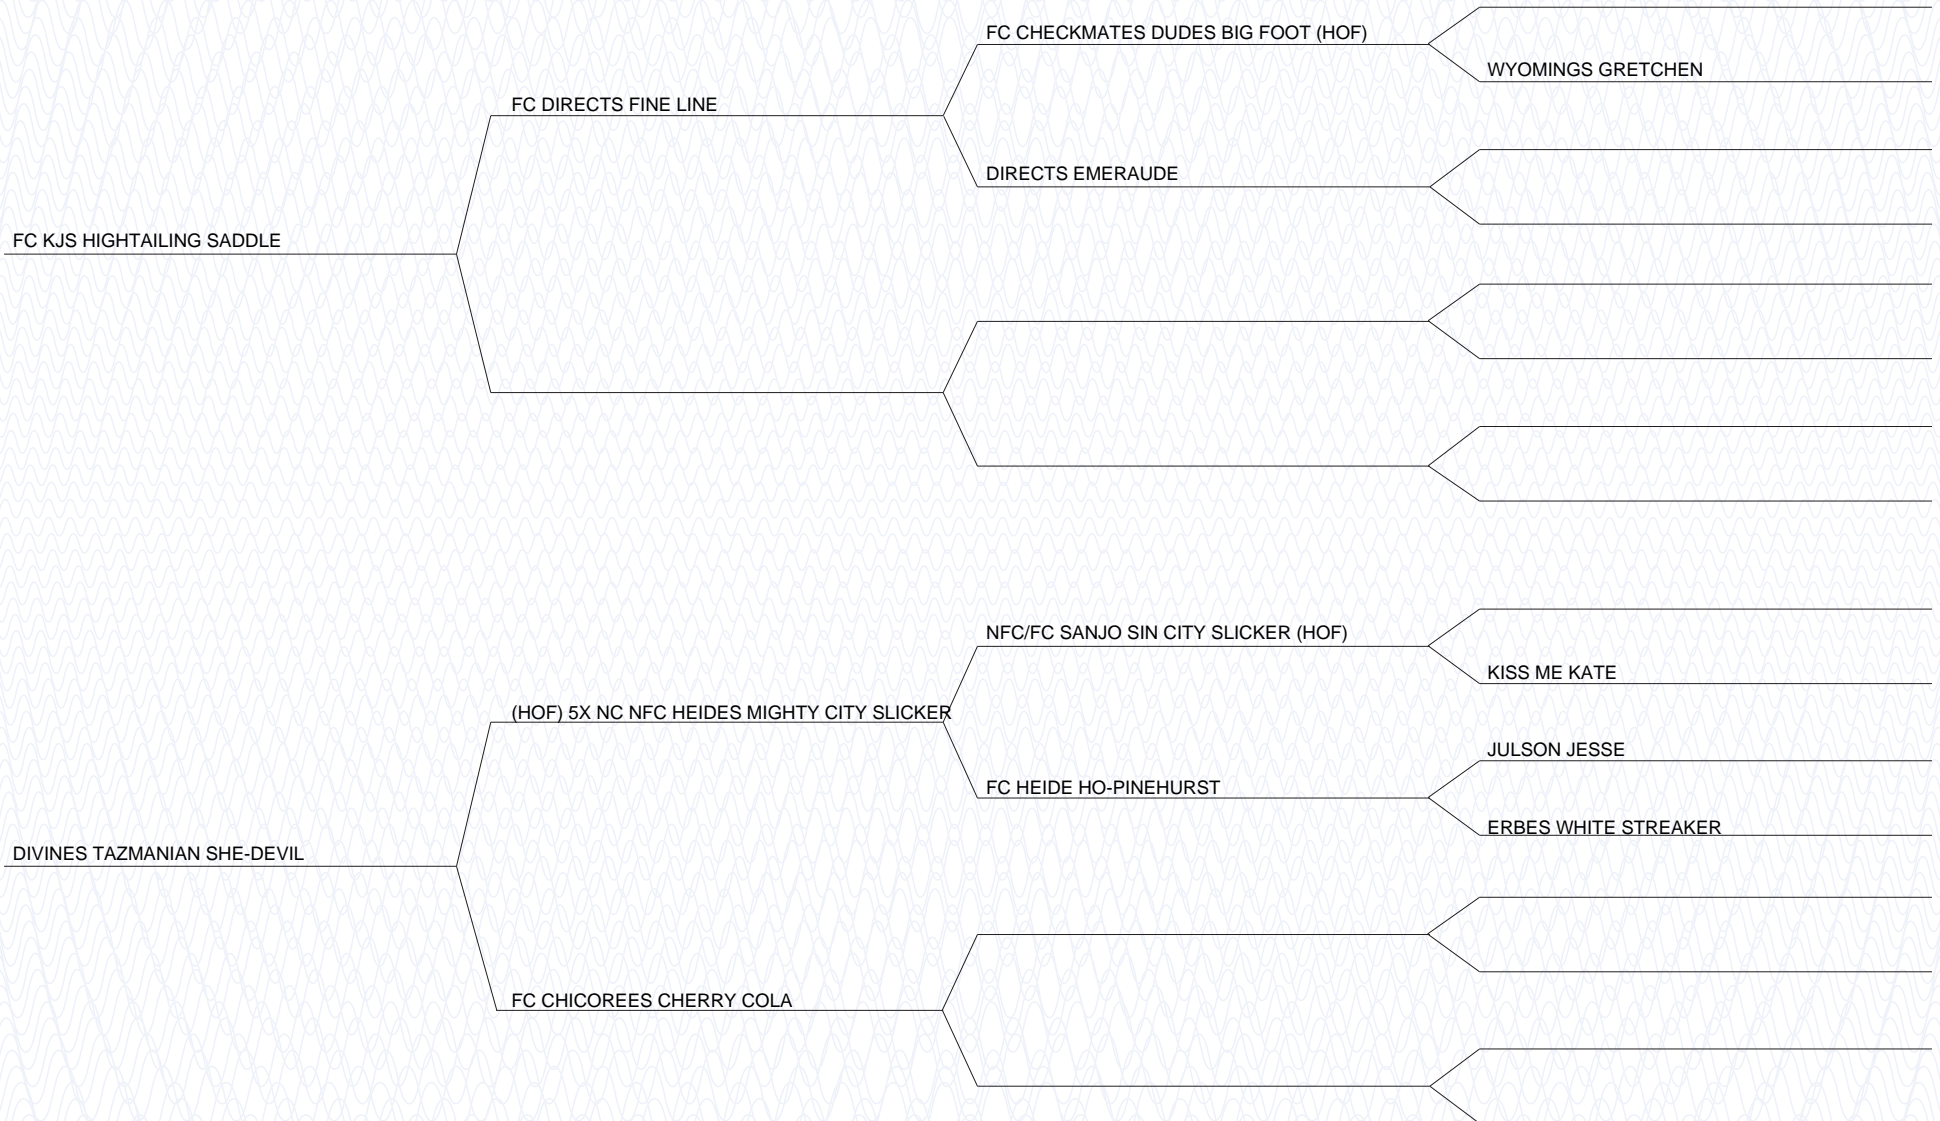 FC CHECKMATES DUDES BIG FOOT (HOF)
WYOMINGS GRETCHEN
FC DIRECTS FINE LINE
DIRECTS EMERAUDE
FC KJS HIGHTAILING SADDLE
NFC/FC SANJO SIN CITY SLICKER (HOF)
KISS ME KATE
(HOF) 5X NC NFC HEIDES MIGHTY CITY SLICKER
JULSON JESSE
FC HEIDE HO-PINEHURST
ERBES WHITE STREAKER
DIVINES TAZMANIAN SHE-DEVIL
FC CHICOREES CHERRY COLA